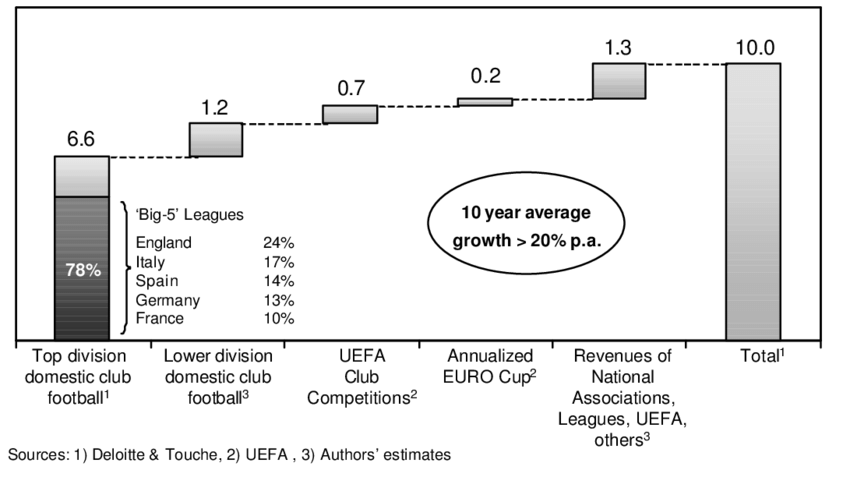 6.6
1.2
0.7
0.2
1.3
10.0
78%
‘Big-5’ Leagues
England 24%
Italy 17%
Spain 14%
Germany 13%
France 10%
10 year average
growth > 20% p.a.
Top division
domestic club
football¹
Lower division
domestic club
football³
UEFA
Club
Competitions²
Annualized
EURO Cup²
Revenues of
National
Associations,
Leagues, UEFA,
others³
Total¹
Sources: 1) Deloitte & Touche, 2) UEFA , 3) Authors’ estimates